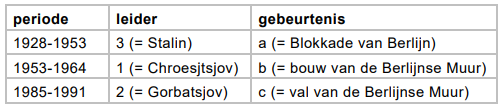 periode leider gebeurtenis
1928-1953 3 (= Stalin) a (= Blokkade van Berlijn)
1953-1964 1 (= Chroesjtsjov) b (= bouw van de Berlijnse Muur)
1985-1991 2 (= Gorbatsjov) c (= val van de Berlijnse Muur)